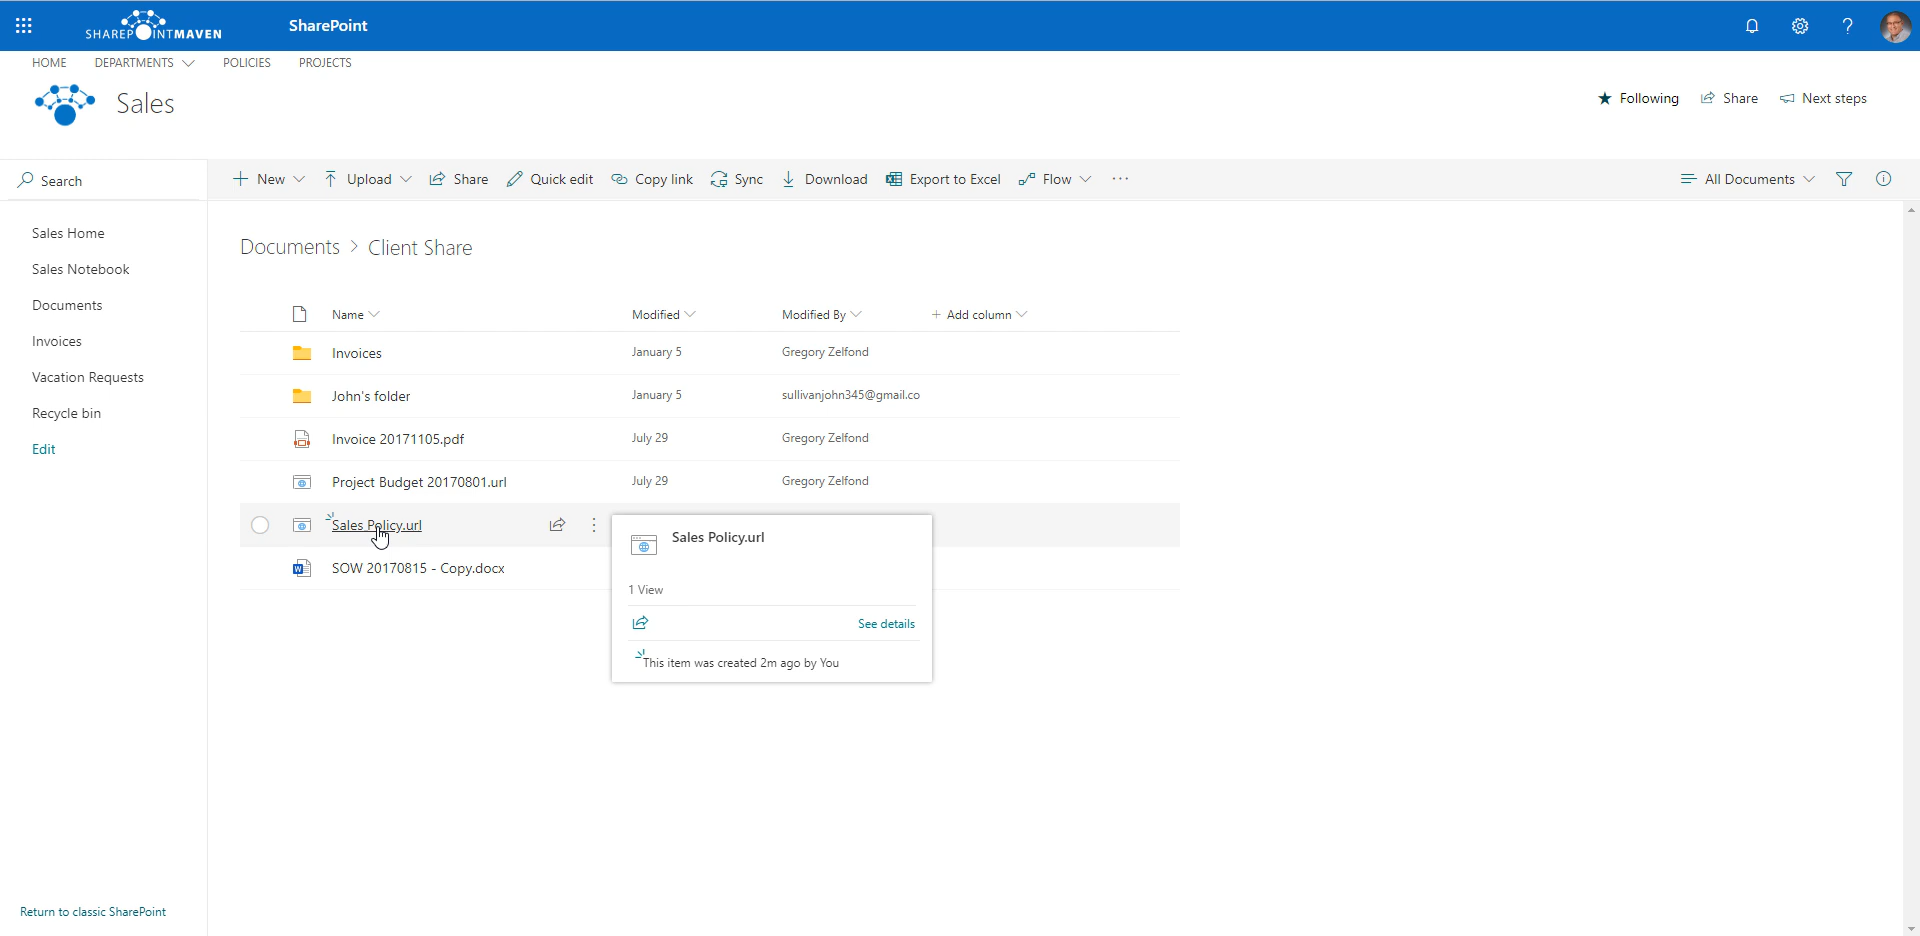 SHAREPOINTMAVEN
SharePoint
HOME DEPARTMENTS POLICIES PROJECTS
Sales
Following Share Next steps
Search
New Upload Share Quick edit Copy link Sync Download Export to Excel Flow ... All Documents
Sales Home
Sales Notebook
Documents
Invoices
Vacation Requests
Recycle bin
Edit
Return to classic SharePoint
Documents > Client Share
Name Modified Modified By + Add column
Invoices January 5 Gregory Zelfond
John's folder January 5 sullivanjohn345@gmail.co
Invoice 20171105.pdf July 29 Gregory Zelfond
Project Budget 20170801.url July 29 Gregory Zelfond
Sales Policy.url
SOW 20170815 - Copy.docx
Sales Policy.url
1 View
See details
This item was created 2m ago by You